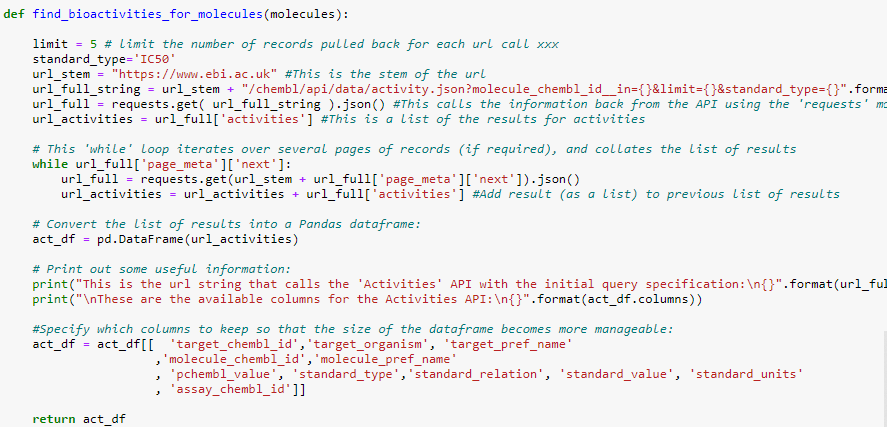 def find_bioactivities_for_molecules(molecules):
limit = 5 # limit the number of records pulled back for each url call xxx
standard_type='IC50'
url_stem = "https://www.ebi.ac.uk" #This is the stem of the url
url_full_string = url_stem + "/chembl/api/data/activity.json?molecule_chembl_id__in={}&limit={}&standard_type={}".forma
url_full = requests.get( url_full_string ).json() #This calls the information back from the API using the 'requests' mo
url_activities = url_full['activities'] #This is a list of the results for activities
# This 'while' loop iterates over several pages of records (if required), and collates the list of results
while url_full['page_meta']['next']:
url_full = requests.get(url_stem + url_full['page_meta']['next']).json()
url_activities = url_activities + url_full['activities'] #Add result (as a list) to previous list of results
# Convert the list of results into a Pandas dataframe:
act_df = pd.DataFrame(url_activities)
# Print out some useful information:
print("This is the url string that calls the 'Activities' API with the initial query specification:\n{}".format(url_ful
print("\nThese are the available columns for the Activities API:\n{}".format(act_df.columns))
#Specify which columns to keep so that the size of the dataframe becomes more manageable:
act_df = act_df[[ 'target_chembl_id','target_organism', 'target_pref_name'
,'molecule_chembl_id','molecule_pref_name'
, 'pchembl_value', 'standard_type','standard_relation', 'standard_value', 'standard_units'
, 'assay_chembl_id']]
return act_df